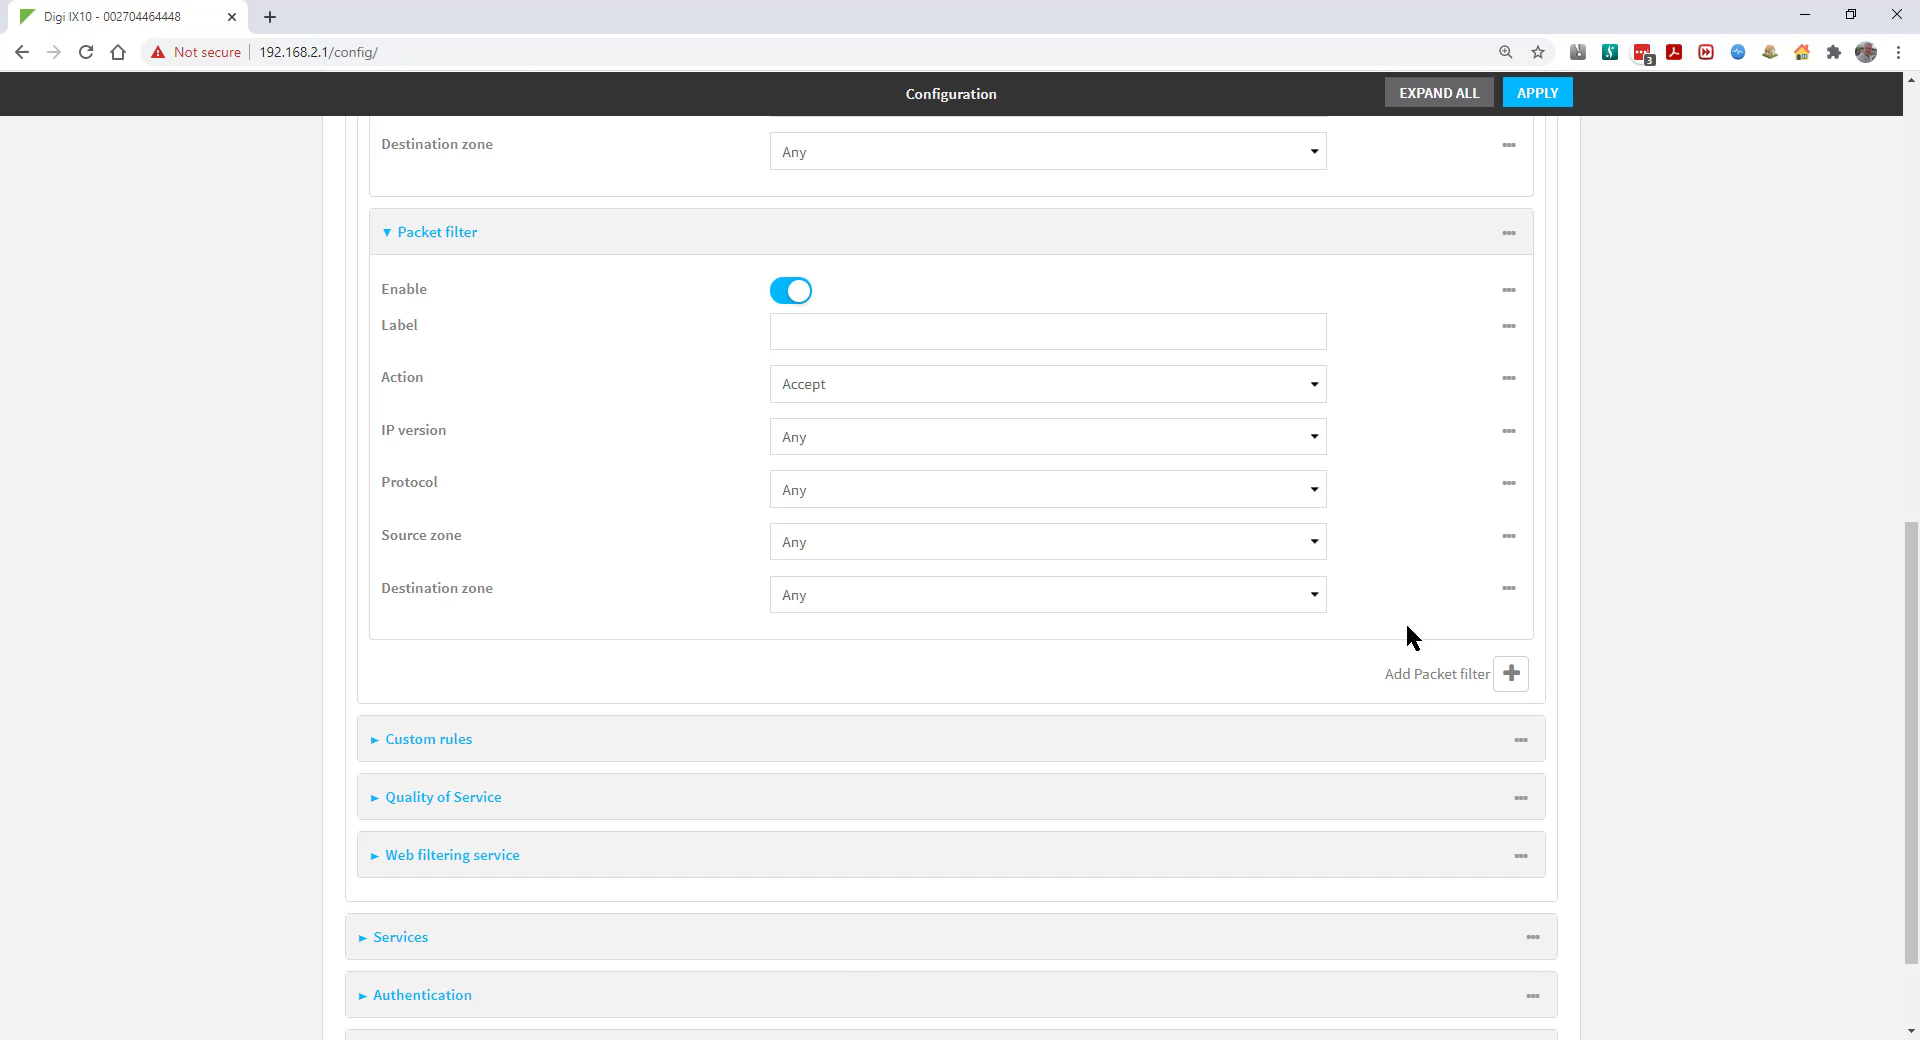 Digi IX10 - 002704464448
Not secure
192.168.2.1/config/
3
Configuration
EXPAND ALL
APPLY
Destination zone
Any
Packet filter
Enable
Label
Action
Accept
IP version
Any
Protocol
Any
Source zone
Any
Destination zone
Any
Add Packet filter
Custom rules
Quality of Service
Web filtering service
Services
Authentication